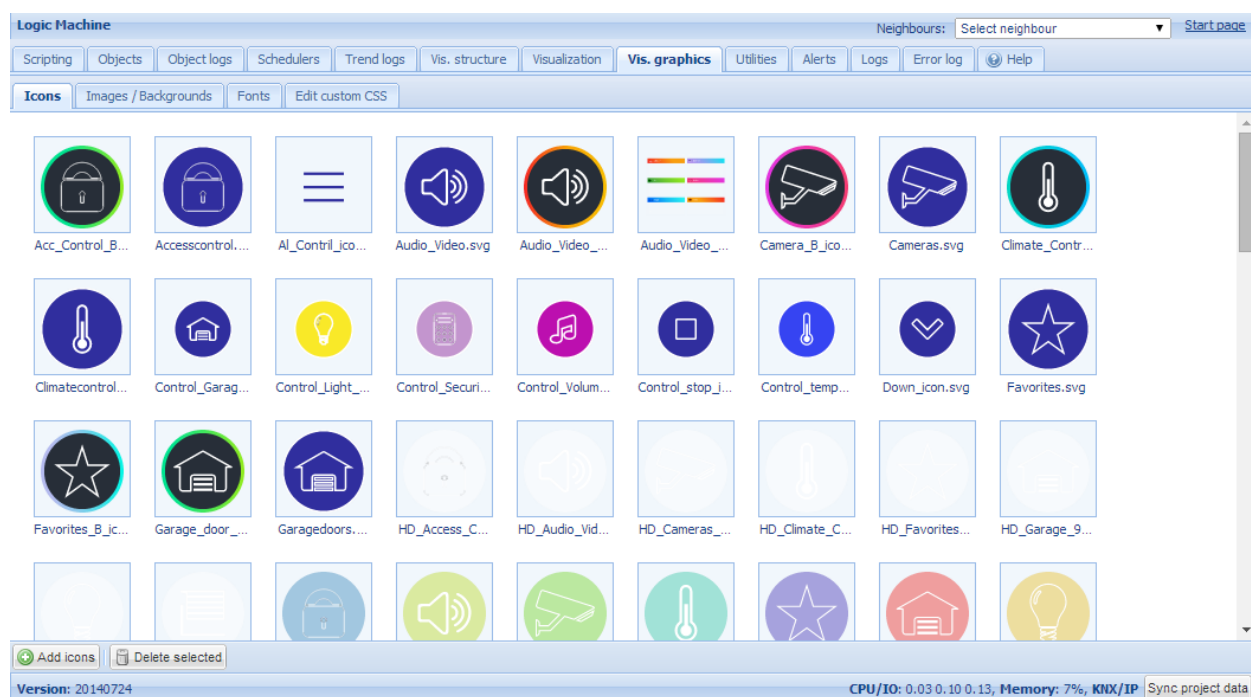 Logic Machine Neighbours: Select neighbour Start page
Scripting Objects Object logs Schedulers Trend logs Vis. structure Visualization Vis. graphics Utilities Alerts Logs Error log Help
Icons Images / Backgrounds Fonts Edit custom CSS
Acc_Control_B... Accesscontrol.... Al_Contril_ico... Audio_Video.svg Audio_Video_... Audio_Video_... Camera_B_ico... Cameras.svg Climate_Contr...
Climatecontrol... Control_Garag... Control_Light_... Control_Securi... Control_Volum... Control_stop_i... Control_temp... Down_icon.svg Favorites.svg
Favorites_B_ic... Garage_door_... Garagedoors.... HD_Access_C... HD_Audio_Vid... HD_Cameras_... HD_Climate_C... HD_Favorites... HD_Garage_9...
Add icons Delete selected
Version: 20140724 CPU/IO: 0.03 0.10 0.13, Memory: 7%, KNX/IP Sync project data